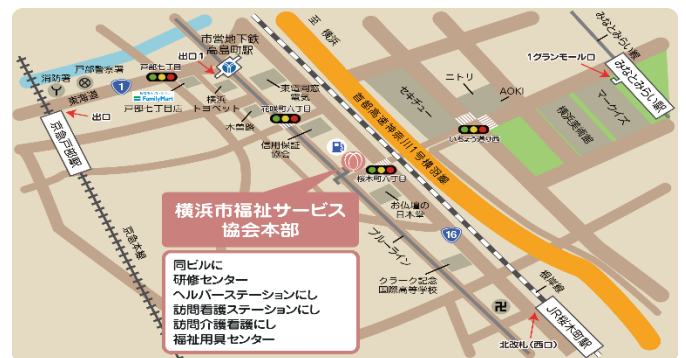 至 横浜
みなとみらい線
市営地下鉄
高島町駅
出口1
1グランモール口
みなとみらい駅
消防署
戸部警察署
戸部七丁目
1
FamilyMart
戸部七丁目店
横浜
トヨペット
東電同窓
電気
花咲町六丁目
木曽路
信用保証
協会
ニトリ
セキチュー
AOKI
マークイズ
横浜美術館
いちょう通り西
首都高速神奈川1号横羽線
出口
京急戸部駅
京急本線
桜木町六丁目
お仏壇の
日本堂
横浜市福祉サービス
協会本部
同ビルに
研修センター
ヘルパーステーションにし
訪問看護ステーションにし
訪問介護看護にし
福祉用具センター
ブルーライン
16
クラーク記念
国際高等学校
根岸線
卍
北改札(西口)
JR桜木町駅